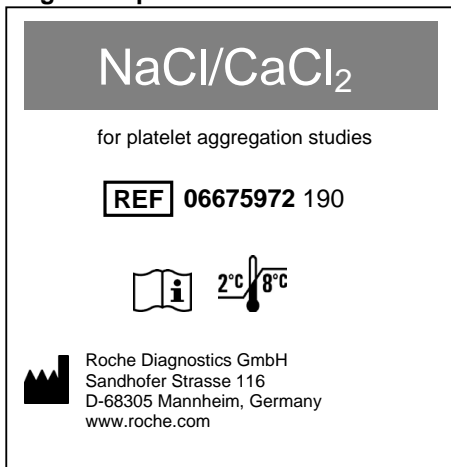 NaCl/CaCl₂
for platelet aggregation studies
REF 06675972 190
i 2°C 8°C
Roche Diagnostics GmbH
Sandhofer Strasse 116
D-68305 Mannheim, Germany
www.roche.com